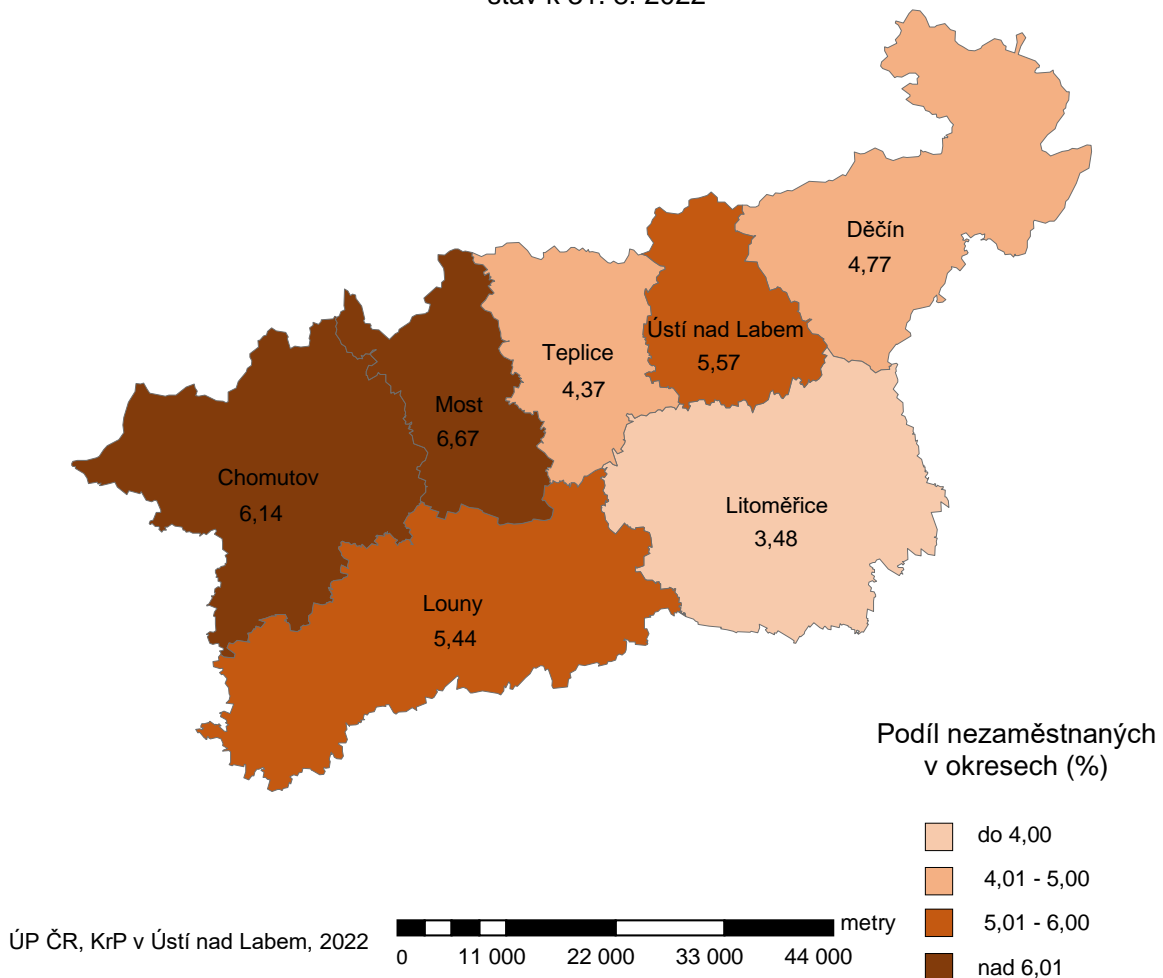 Děčín
4,77
Ústí nad Labem
5,57
Teplice
4,37
Most
6,67
Chomutov
6,14
Litoměřice
3,48
Louny
5,44
Podíl nezaměstnaných
v okresech (%)
do 4,00
4,01 - 5,00
5,01 - 6,00
nad 6,01
metry
ÚP ČR, KrP v Ústí nad Labem, 2022
0 11 000 22 000 33 000 44 000